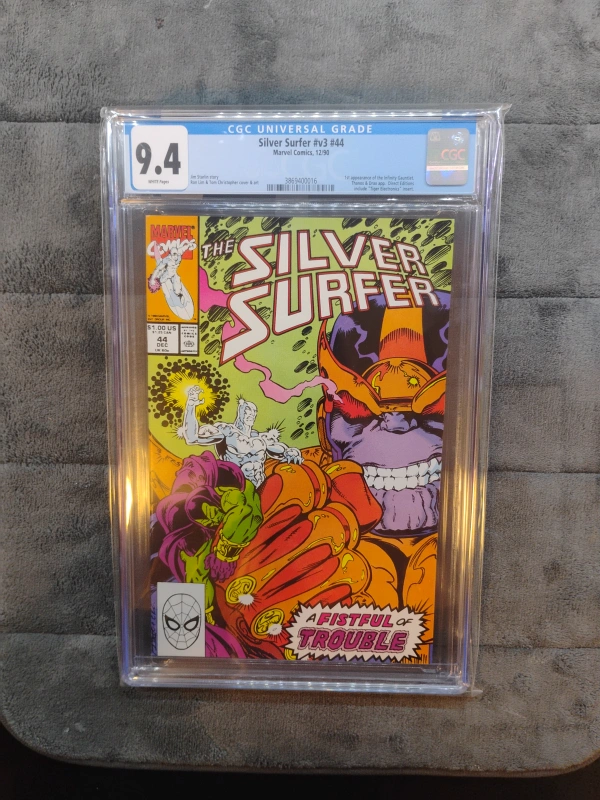 CGC UNIVERSAL GRADE
9.4
WHITE Pages
Silver Surfer #v3 #44
Marvel Comics, 12/90
Jim Starlin story
Ron Lim & Tom Christopher cover & art
3869400016
1st appearance of the Infinity Gauntlet.
Thanos & Drax app. Direct Editions
include "Tiger Electronics" insert.
CGC
MARVEL
COMICS
THE
SILVER
SURFER
$1.00 US
44
DEC
A FISTFUL OF
TROUBLE